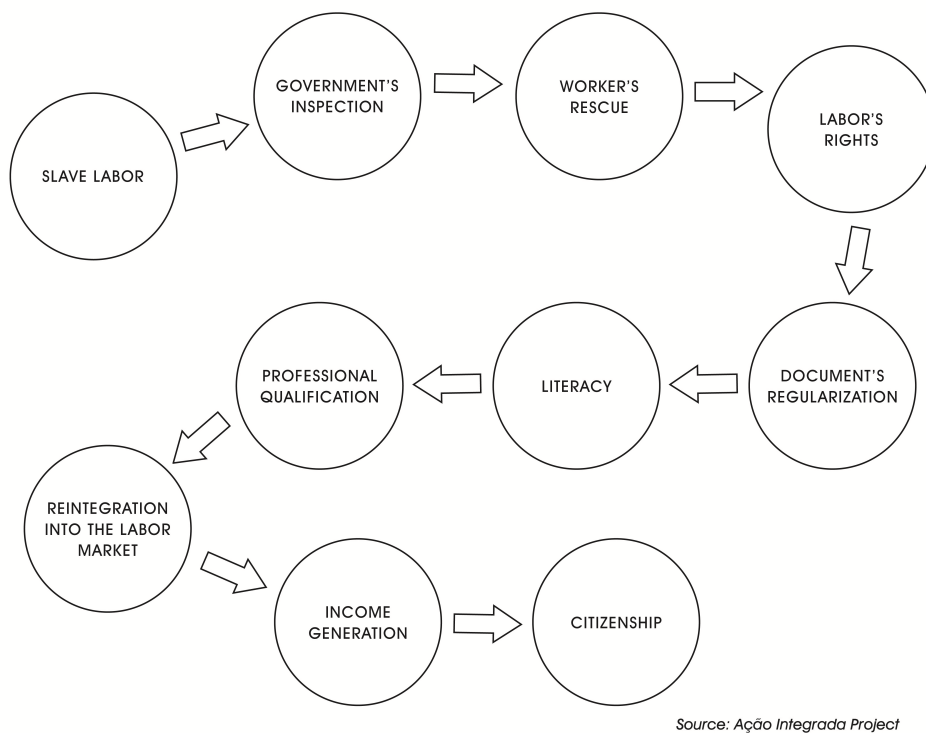 SLAVE LABOR
GOVERNMENT'S
INSPECTION
WORKER'S
RESCUE
LABOR'S
RIGHTS
DOCUMENT'S
REGULARIZATION
LITERACY
PROFESSIONAL
QUALIFICATION
REINTEGRATION
INTO THE LABOR
MARKET
INCOME
GENERATION
CITIZENSHIP
Source: Ação Integrada Project